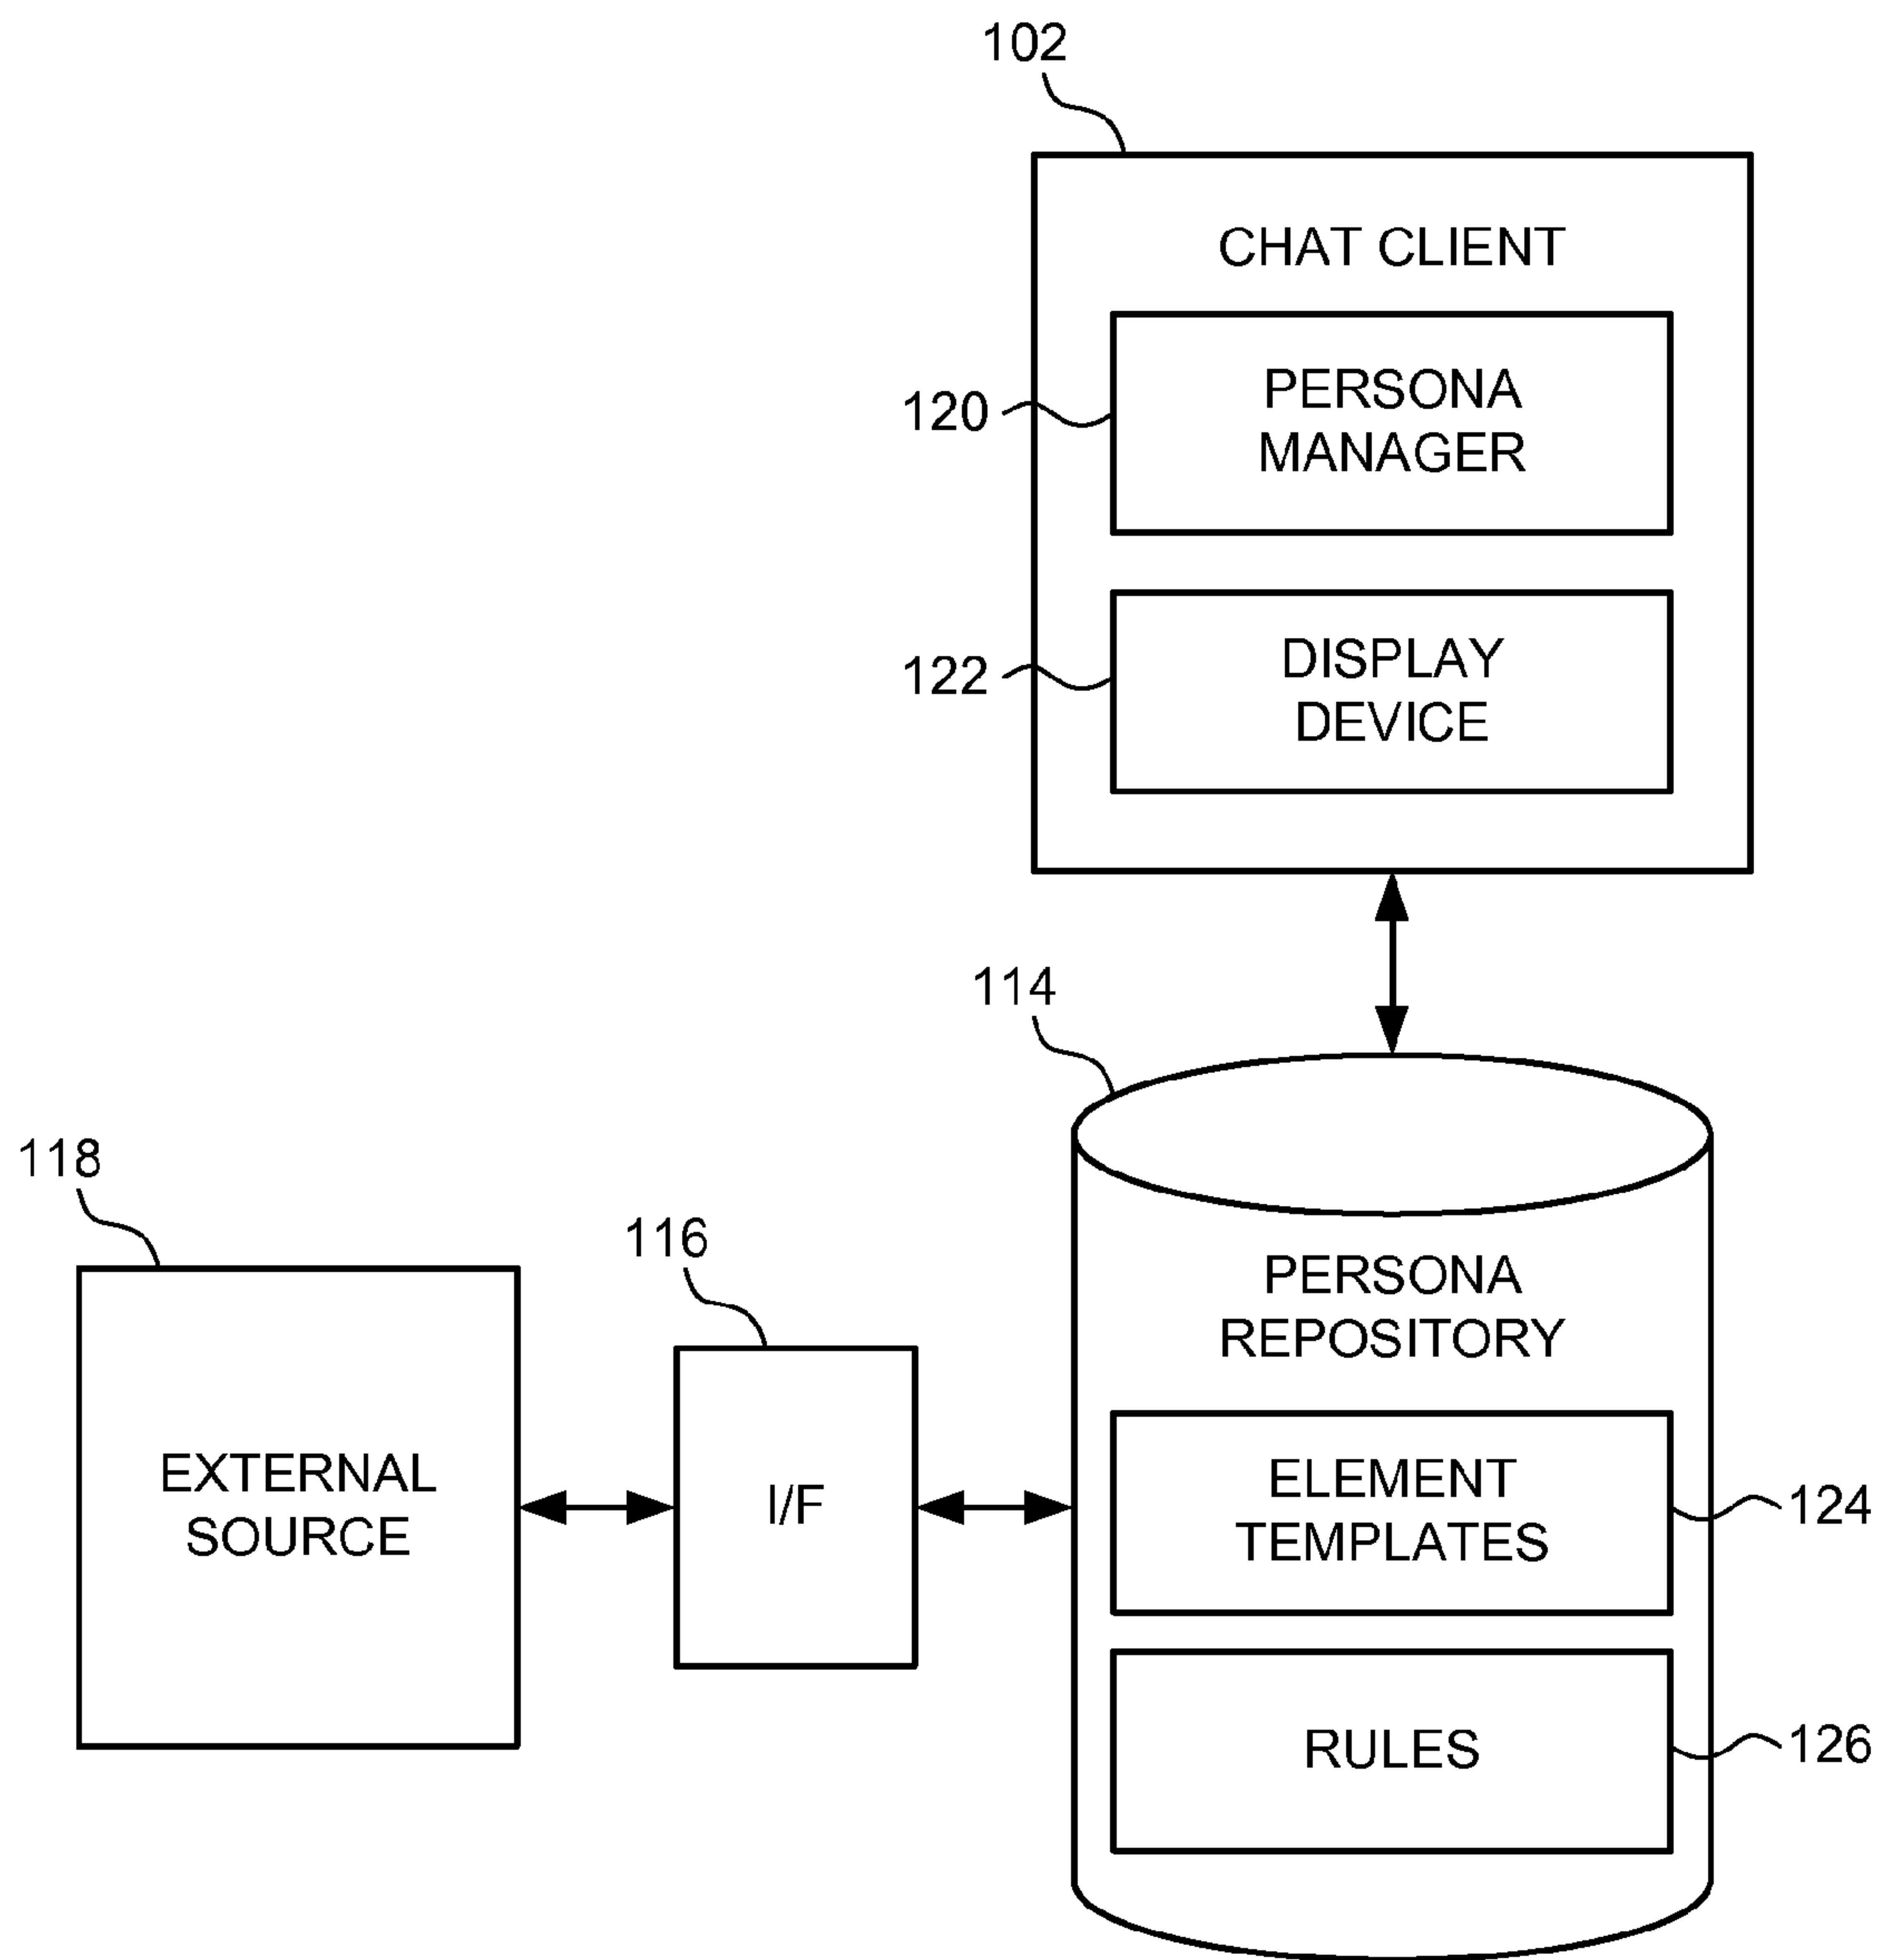 102
CHAT CLIENT
120
PERSONA
MANAGER
122
DISPLAY
DEVICE
114
118
116
PERSONA
REPOSITORY
EXTERNAL
SOURCE
I/F
ELEMENT
TEMPLATES
124
RULES
126